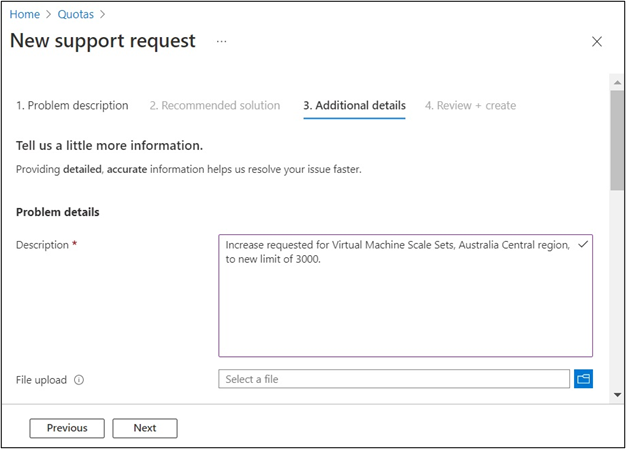 Home > Quotas >
New support request ...
1. Problem description 2. Recommended solution 3. Additional details 4. Review + create
Tell us a little more information.
Providing detailed, accurate information helps us resolve your issue faster.
Problem details
Description *
Increase requested for Virtual Machine Scale Sets, Australia Central region,
to new limit of 3000.
File upload
Select a file
Previous Next